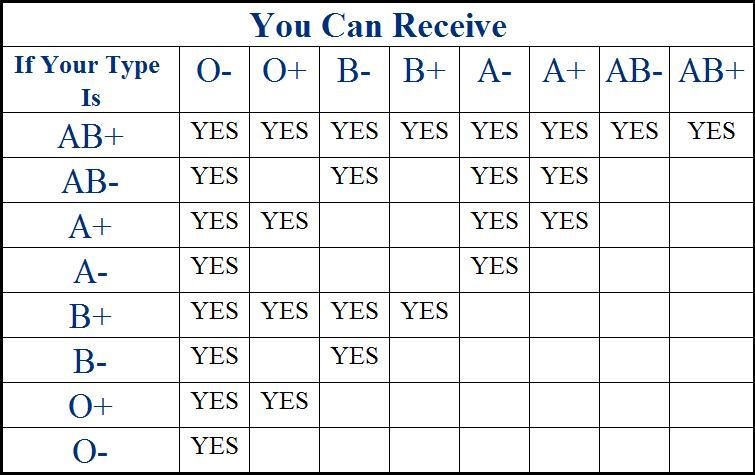 You Can Receive
If Your Type Is O- O+ B- B+ A- A+ AB- AB+
AB+ YES YES YES YES YES YES YES YES
AB- YES YES YES YES
A+ YES YES YES YES
A- YES YES
B+ YES YES YES YES
B- YES YES
O+ YES YES
O- YES